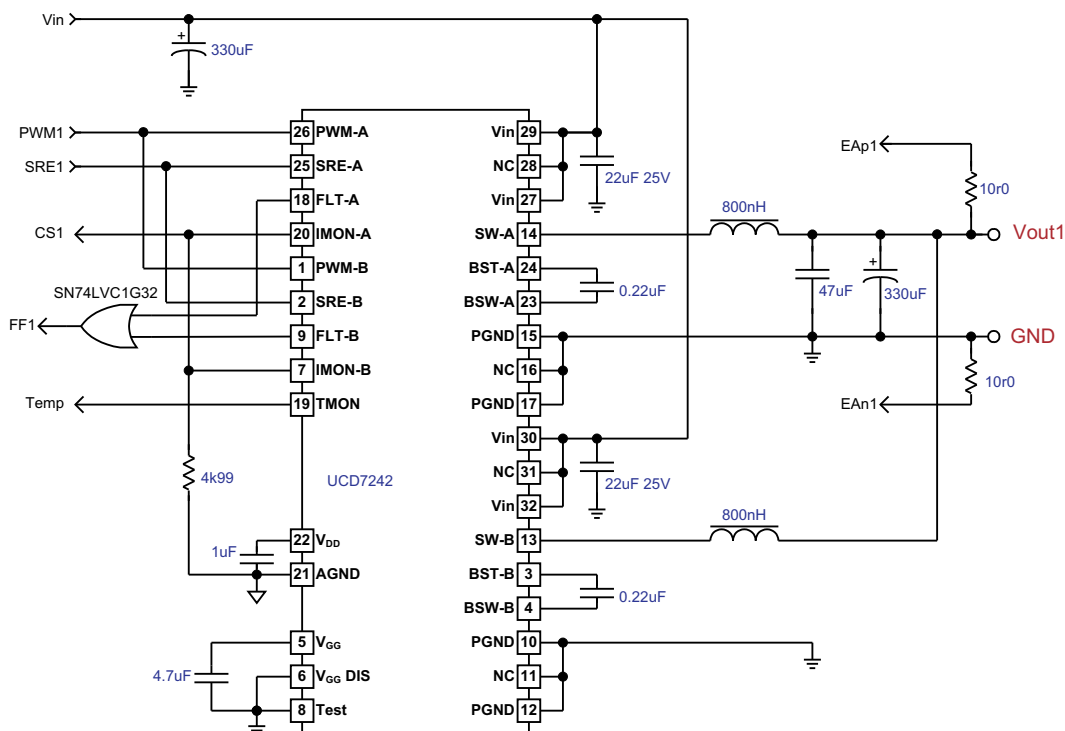 Vin
330uF
PWM1
26 PWM-A
Vin 29
EAp1
SRE1
25 SRE-A
NC 28
22uF 25V
10r0
18 FLT-A
Vin 27
800nH
CS1
20 IMON-A
SW-A 14
Vout1
1 PWM-B
BST-A 24
SN74LVC1G32
0.22uF
47uF
330uF
2 SRE-B
BSW-A 23
FF1
9 FLT-B
PGND 15
GND
7 IMON-B
NC 16
10r0
Temp
19 TMON
PGND 17
EAn1
Vin 30
4k99
UCD7242
NC 31
22uF 25V
Vin 32
800nH
22 VDD
SW-B 13
1uF
21 AGND
BST-B 3
0.22uF
BSW-B 4
5 VGG
PGND 10
4.7uF
6 VGG DIS
NC 11
8 Test
PGND 12